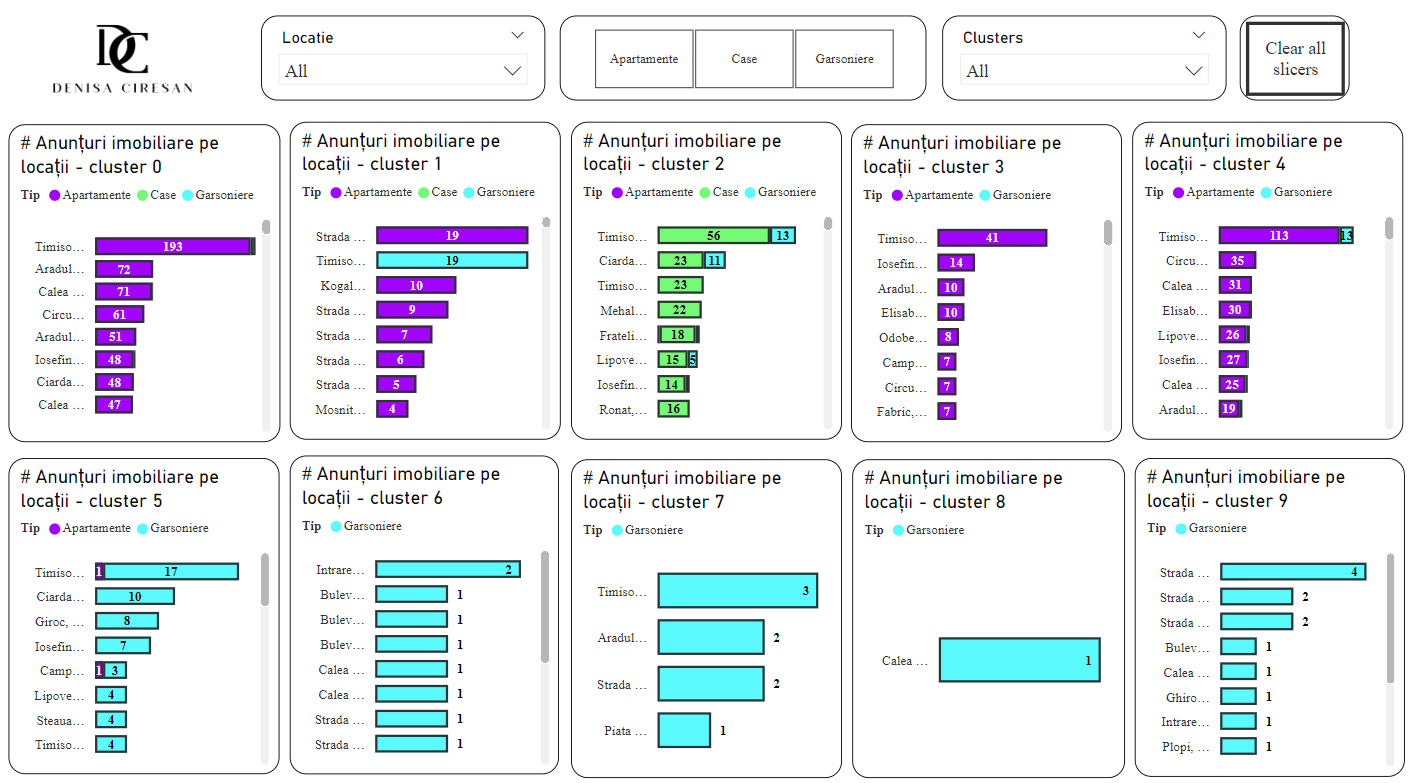 DC
DENISA CIRESAN
Locatie
All
Apartamente
Case
Garsoniere
Clusters
All
Clear all
slicers
# Anunțuri imobiliare pe
locații - cluster 0
Tip Apartamente Case Garsoniere
Timiso... 193
Aradul... 72
Calea ... 71
Circu... 61
Aradul... 51
Iosefin... 48
Ciarda... 48
Calea ... 47
# Anunțuri imobiliare pe
locații - cluster 1
Tip Apartamente Case Garsoniere
Strada ... 19
Timiso... 19
Kogal... 10
Strada ... 9
Strada ... 7
Strada ... 6
Strada ... 5
Mosnit... 4
# Anunțuri imobiliare pe
locații - cluster 2
Tip Apartamente Case Garsoniere
Timiso... 56 13
Ciarda... 23 11
Timiso... 23
Mehal... 22
Frateli... 18
Lipove... 15 5
Iosefin... 14
Ronat,... 16
# Anunțuri imobiliare pe
locații - cluster 3
Tip Apartamente Garsoniere
Timiso... 41
Iosefin... 14
Aradul... 10
Elisab... 10
Odobe... 8
Camp... 7
Circu... 7
Fabric,... 7
# Anunțuri imobiliare pe
locații - cluster 4
Tip Apartamente Garsoniere
Timiso... 113 13
Circu... 35
Calea ... 31
Elisab... 30
Lipove... 26
Iosefin... 27
Calea ... 25
Aradul... 19
# Anunțuri imobiliare pe
locații - cluster 5
Tip Apartamente Garsoniere
Timiso... 1 17
Ciarda... 10
Giroc, ... 8
Iosefin... 7
Camp... 1 3
Lipove... 4
Steaua... 4
Timiso... 4
# Anunțuri imobiliare pe
locații - cluster 6
Tip Garsoniere
Intrare... 2
Bulev... 1
Bulev... 1
Bulev... 1
Calea ... 1
Calea ... 1
Strada ... 1
Strada ... 1
# Anunțuri imobiliare pe
locații - cluster 7
Tip Garsoniere
Timiso... 3
Aradul... 2
Strada ... 2
Piata ... 1
# Anunțuri imobiliare pe
locații - cluster 8
Tip Garsoniere
Calea ... 1
# Anunțuri imobiliare pe
locații - cluster 9
Tip Garsoniere
Strada ... 4
Strada ... 2
Strada ... 2
Bulev... 1
Calea ... 1
Ghiro... 1
Intrare... 1
Plopi, ... 1